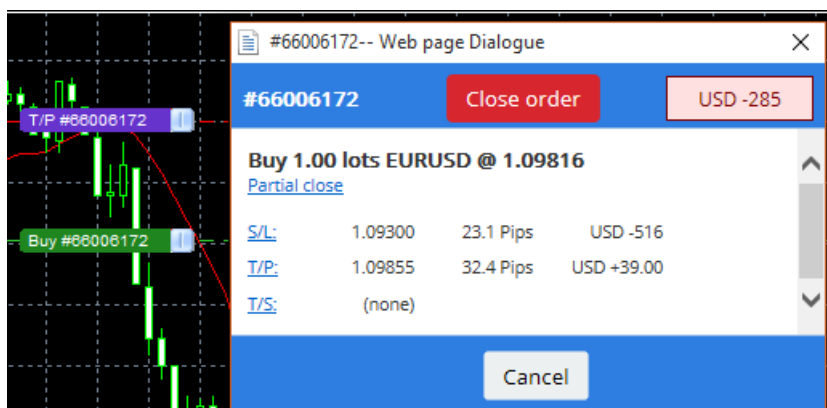 #66006172-- Web page Dialogue
#66006172 Close order USD -285
T/P #66006172
Buy 1.00 lots EURUSD @ 1.09816
Partial close
Buy #66006172
S/L: 1.09300 23.1 Pips USD -516
T/P: 1.09855 32.4 Pips USD +39.00
T/S: (none)
Cancel